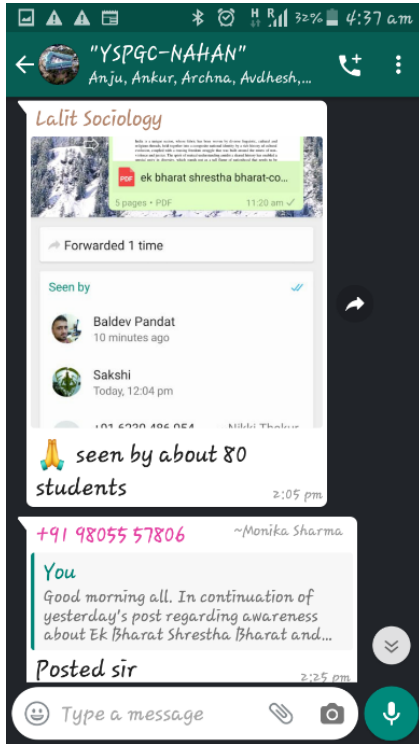 32% 4:37 am
"YSPGC-NAHAN"
Anju, Ankur, Archna, Avdhesh,...
Lalit Sociology
ek bharat shrestha bharat-co...
5 pages • PDF 11:20 am
Forwarded 1 time
Seen by
Baldev Pandat
10 minutes ago
Sakshi
Today, 12:04 pm
🙏 seen by about 80
students
2:05 pm
+91 98055 57806 ~Monika Sharma
You
Good morning all. In continuation of
yesterday's post regarding awareness
about Ek Bharat Shrestha Bharat and...
Posted sir
2:25 pm
Type a message